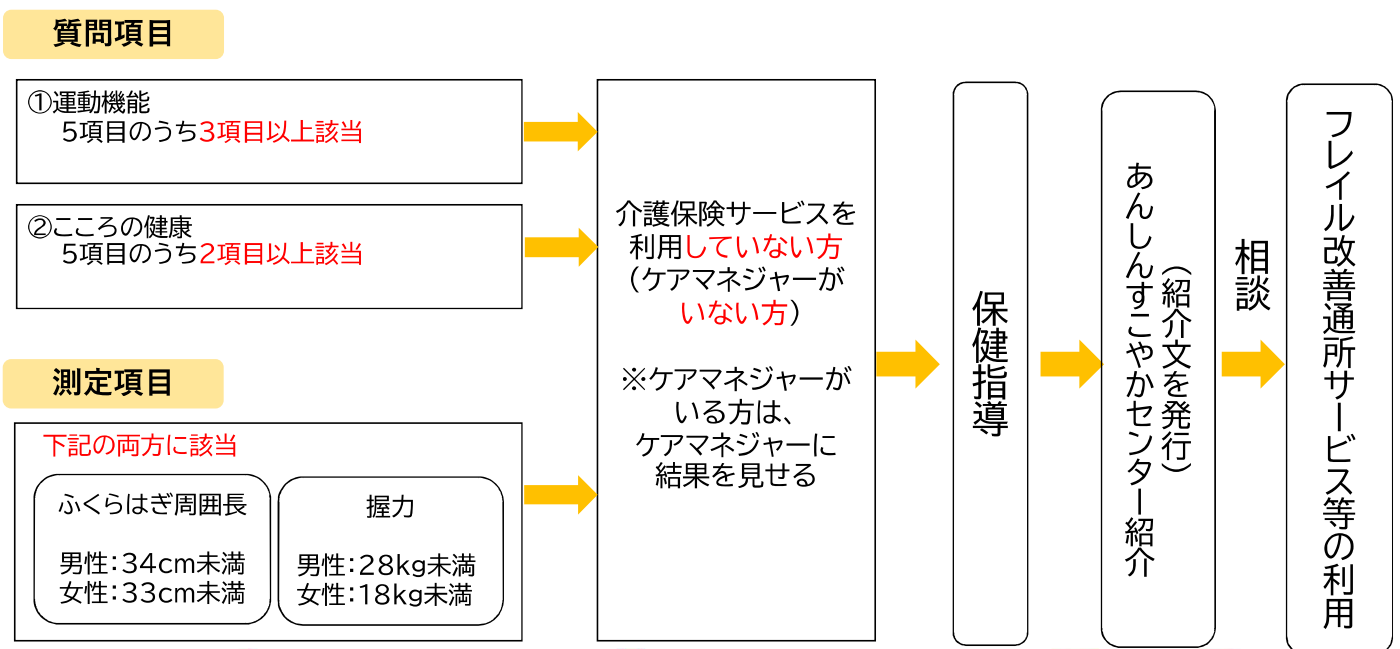 質問項目
①運動機能
5項目のうち3項目以上該当
②こころの健康
5項目のうち2項目以上該当
測定項目
下記の両方に該当
ふくらはぎ周囲長
男性：34cm未満
女性：33cm未満
握力
男性：28kg未満
女性：18kg未満
介護保険サービスを
利用していない方
（ケアマネジャーが
いない方）
※ケアマネジャーが
いる方は、
ケアマネジャーに
結果を見せる
保健指導
（紹介文を発行）
あんしんすこやかセンター紹介
相談
フレイル改善通所サービス等の利用